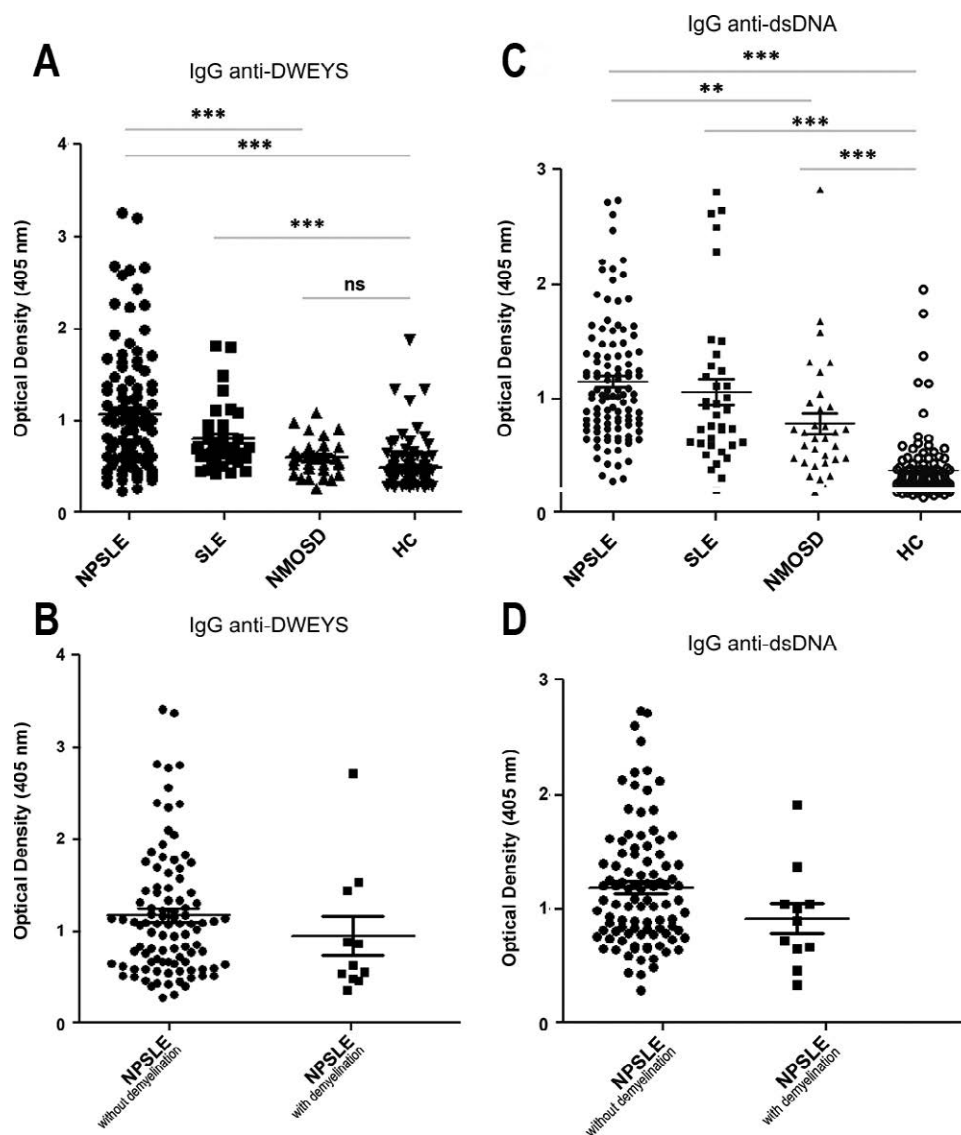 A
IgG anti-DWEYS
***
***
***
ns
Optical Density (405 nm)
4
3
2
1
0
NPSLE
SLE
NMOSD
HC
C
IgG anti-dsDNA
***
**
***
***
Optical Density (405 nm)
3
2
1
0
NPSLE
SLE
NMOSD
HC
B
IgG anti-DWEYS
Optical Density (405 nm)
4
3
2
1
0
NPSLE
without demyelination
NPSLE
with demyelination
D
IgG anti-dsDNA
Optical Density (405 nm)
3
2
1
0
NPSLE
without demyelination
NPSLE
with demyelination